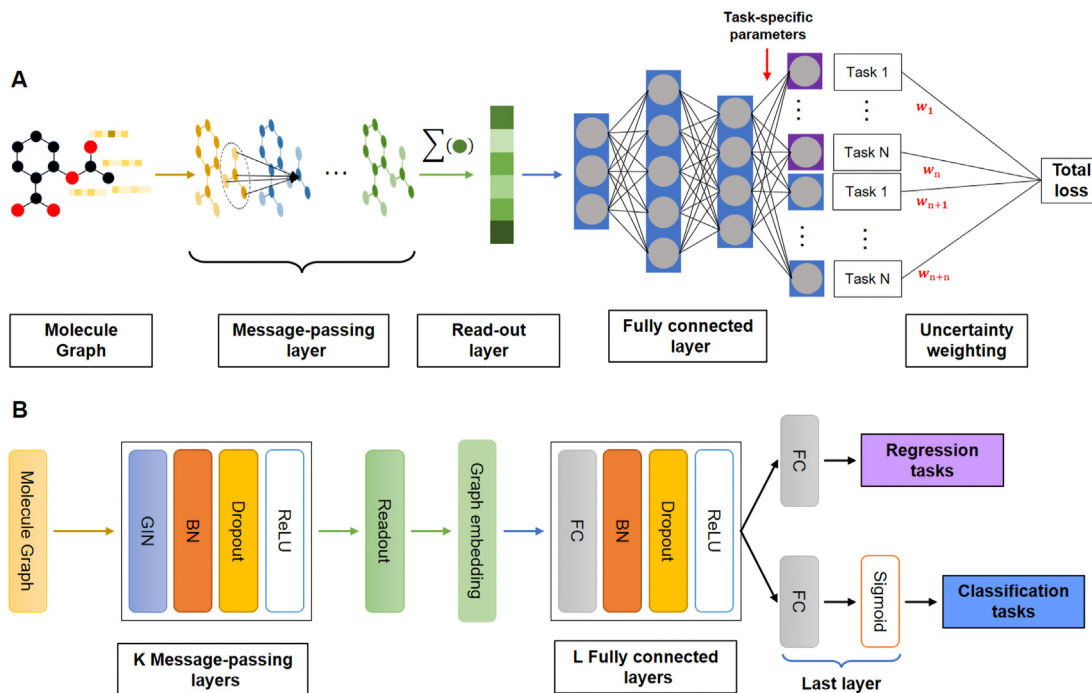 Task-specific
parameters
A
Task 1
w1
∑(●)
Task N
wn
Task 1
wn+1
Total
loss
Task N
wn+n
Molecule
Graph
Message-passing
layer
Read-out
layer
Fully connected
layer
Uncertainty
weighting
B
Molecule Graph
GIN
BN
Dropout
ReLU
Readout
Graph embedding
FC
BN
Dropout
ReLU
FC
Regression
tasks
FC
Sigmoid
Classification
tasks
K Message-passing
layers
L Fully connected
layers
Last layer